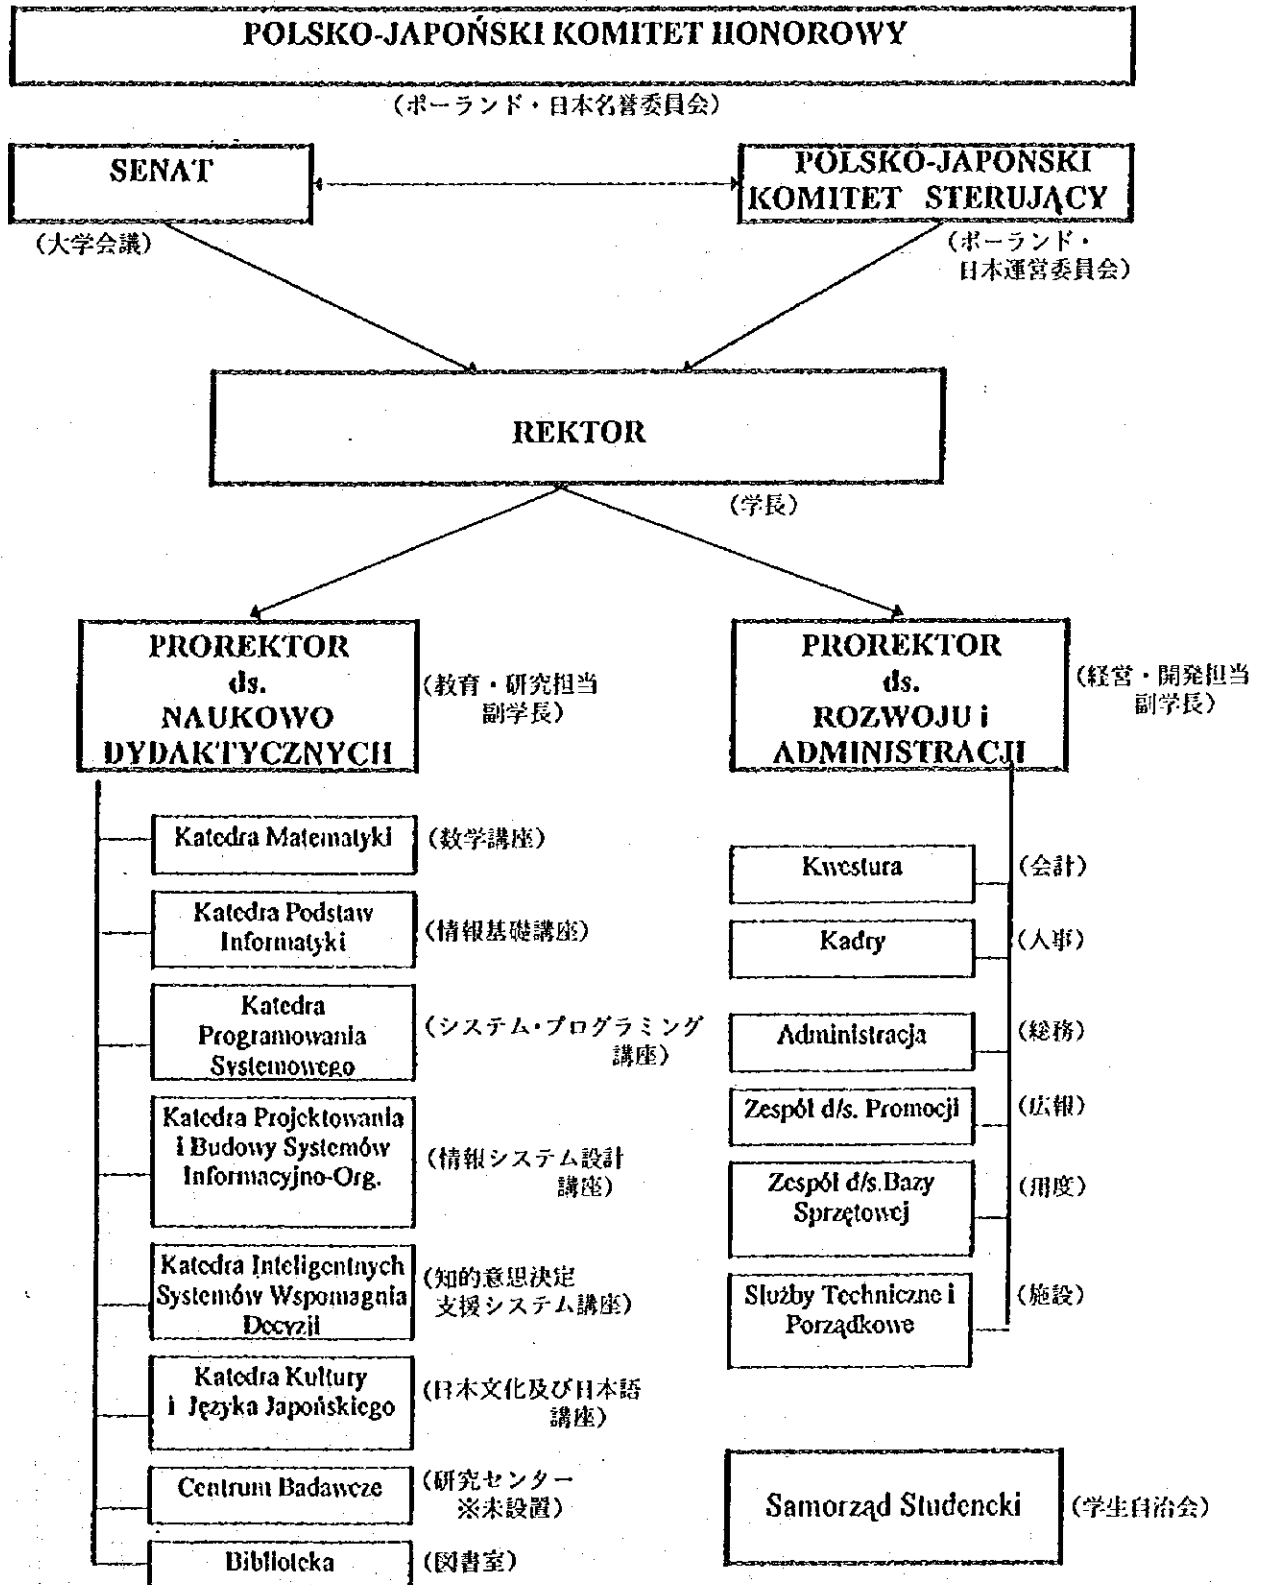 POLSKO-JAPOŃSKI KOMITET HONOROWY
(ポーランド・日本名誉委員会)
SENAT
(大学会議)
POLSKO-JAPOŃSKI
KOMITET STERUJĄCY
(ポーランド・
日本運営委員会)
REKTOR
(学長)
PROREKTOR
ds.
NAUKOWO
DYDAKTYCZNYCH
(教育・研究担当
副学長)
PROREKTOR
ds.
ROZWOJU i
ADMINISTRACJI
(経営・開発担当
副学長)
Katedra Matematyki
(数学講座)
Katedra Podstaw
Informatyki
(情報基礎講座)
Katedra
Programowania
Systemowego
(システム・プログラミング
講座)
Katedra Projektowania
i Budowy Systemów
Informacyjno-Org.
(情報システム設計
講座)
Katedra Inteligentnych
Systemów Wspomagnia
Decyzji
(知的意思決定
支援システム講座)
Katedra Kultury
i Języka Japońskiego
(日本文化及び日本語
講座)
Centrum Badawcze
(研究センター
※未設置)
Biblioteka
(図書室)
Kwestura
(会計)
Kadry
(人事)
Administracja
(総務)
Zespół d/s. Promocji
(広報)
Zespół d/s.Bazy
Sprzętowej
(用度)
Służby Techniczne i
Porządkowe
(施設)
Samorząd Studencki
(学生自治会)